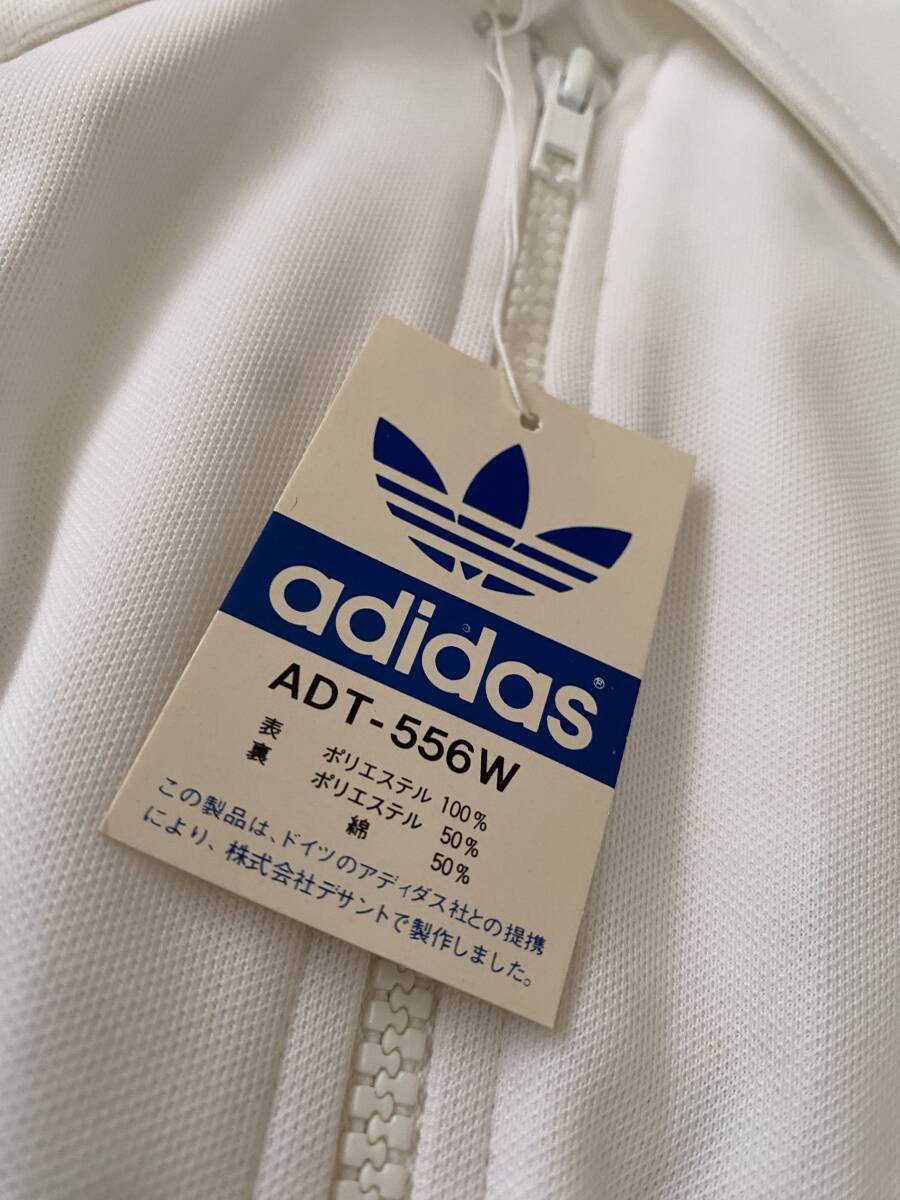 adidas®
ADT-556W
表 ポリエステル 100%
裏 ポリエステル 50%
綿 50%
この製品は、ドイツのアディダス社との提携
により、株式会社デサントで製作しました。